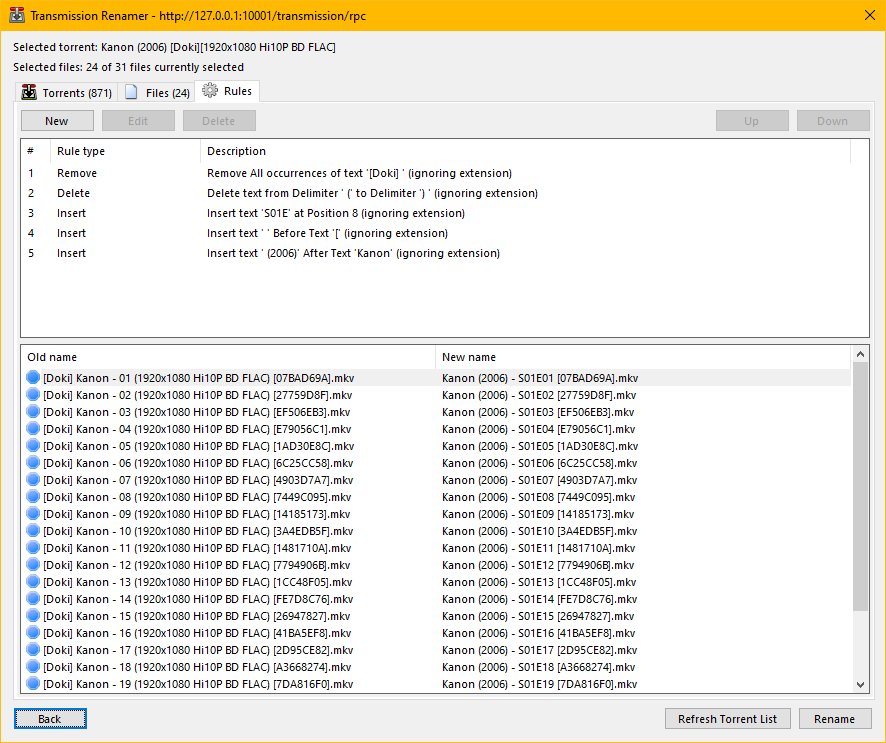 Transmission Renamer - http://127.0.0.1:10001/transmission/rpc
Selected torrent: Kanon (2006) [Doki][1920x1080 Hi10P BD FLAC]
Selected files: 24 of 31 files currently selected
Torrents (871) Files (24) Rules
New Edit Delete Up Down
# Rule type Description
1 Remove Remove All occurrences of text '[Doki] ' (ignoring extension)
2 Delete Delete text from Delimiter ' (' to Delimiter ') ' (ignoring extension)
3 Insert Insert text 'S01E' at Position 8 (ignoring extension)
4 Insert Insert text ' ' Before Text '[' (ignoring extension)
5 Insert Insert text ' (2006)' After Text 'Kanon' (ignoring extension)
Old name New name
[Doki] Kanon - 01 (1920x1080 Hi10P BD FLAC) [07BAD69A].mkv Kanon (2006) - S01E01 [07BAD69A].mkv
[Doki] Kanon - 02 (1920x1080 Hi10P BD FLAC) [27759D8F].mkv Kanon (2006) - S01E02 [27759D8F].mkv
[Doki] Kanon - 03 (1920x1080 Hi10P BD FLAC) [EF506EB3].mkv Kanon (2006) - S01E03 [EF506EB3].mkv
[Doki] Kanon - 04 (1920x1080 Hi10P BD FLAC) [E79056C1].mkv Kanon (2006) - S01E04 [E79056C1].mkv
[Doki] Kanon - 05 (1920x1080 Hi10P BD FLAC) [1AD30E8C].mkv Kanon (2006) - S01E05 [1AD30E8C].mkv
[Doki] Kanon - 06 (1920x1080 Hi10P BD FLAC) [6C25CC58].mkv Kanon (2006) - S01E06 [6C25CC58].mkv
[Doki] Kanon - 07 (1920x1080 Hi10P BD FLAC) [4903D7A7].mkv Kanon (2006) - S01E07 [4903D7A7].mkv
[Doki] Kanon - 08 (1920x1080 Hi10P BD FLAC) [7449C095].mkv Kanon (2006) - S01E08 [7449C095].mkv
[Doki] Kanon - 09 (1920x1080 Hi10P BD FLAC) [14185173].mkv Kanon (2006) - S01E09 [14185173].mkv
[Doki] Kanon - 10 (1920x1080 Hi10P BD FLAC) [3A4EDB5F].mkv Kanon (2006) - S01E10 [3A4EDB5F].mkv
[Doki] Kanon - 11 (1920x1080 Hi10P BD FLAC) [1481710A].mkv Kanon (2006) - S01E11 [1481710A].mkv
[Doki] Kanon - 12 (1920x1080 Hi10P BD FLAC) [7794906B].mkv Kanon (2006) - S01E12 [7794906B].mkv
[Doki] Kanon - 13 (1920x1080 Hi10P BD FLAC) [1CC48F05].mkv Kanon (2006) - S01E13 [1CC48F05].mkv
[Doki] Kanon - 14 (1920x1080 Hi10P BD FLAC) [FE7D8C76].mkv Kanon (2006) - S01E14 [FE7D8C76].mkv
[Doki] Kanon - 15 (1920x1080 Hi10P BD FLAC) [26947827].mkv Kanon (2006) - S01E15 [26947827].mkv
[Doki] Kanon - 16 (1920x1080 Hi10P BD FLAC) [41BA5EF8].mkv Kanon (2006) - S01E16 [41BA5EF8].mkv
[Doki] Kanon - 17 (1920x1080 Hi10P BD FLAC) [2D95CE82].mkv Kanon (2006) - S01E17 [2D95CE82].mkv
[Doki] Kanon - 18 (1920x1080 Hi10P BD FLAC) [A3668274].mkv Kanon (2006) - S01E18 [A3668274].mkv
[Doki] Kanon - 19 (1920x1080 Hi10P BD FLAC) [7DA816F0].mkv Kanon (2006) - S01E19 [7DA816F0].mkv
Back Refresh Torrent List Rename